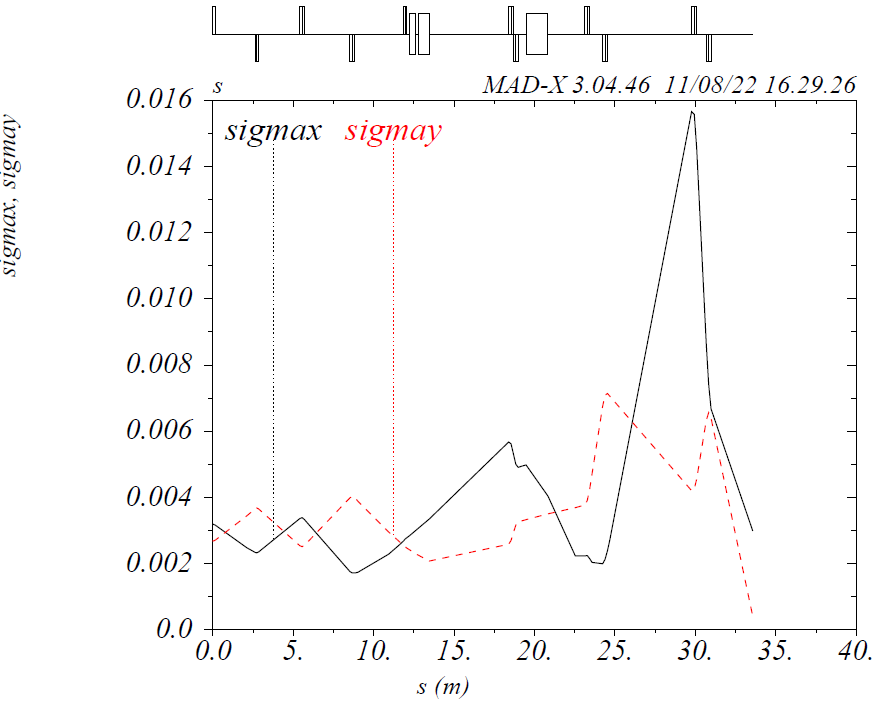 s MAD-X 3.04.46 11/08/22 16.29.26
sigmax, sigmay
sigmax sigmay
0.016
0.014
0.012
0.010
0.008
0.006
0.004
0.002
0.0
0.0 5. 10. 15. 20. 25. 30. 35. 40.
s (m)